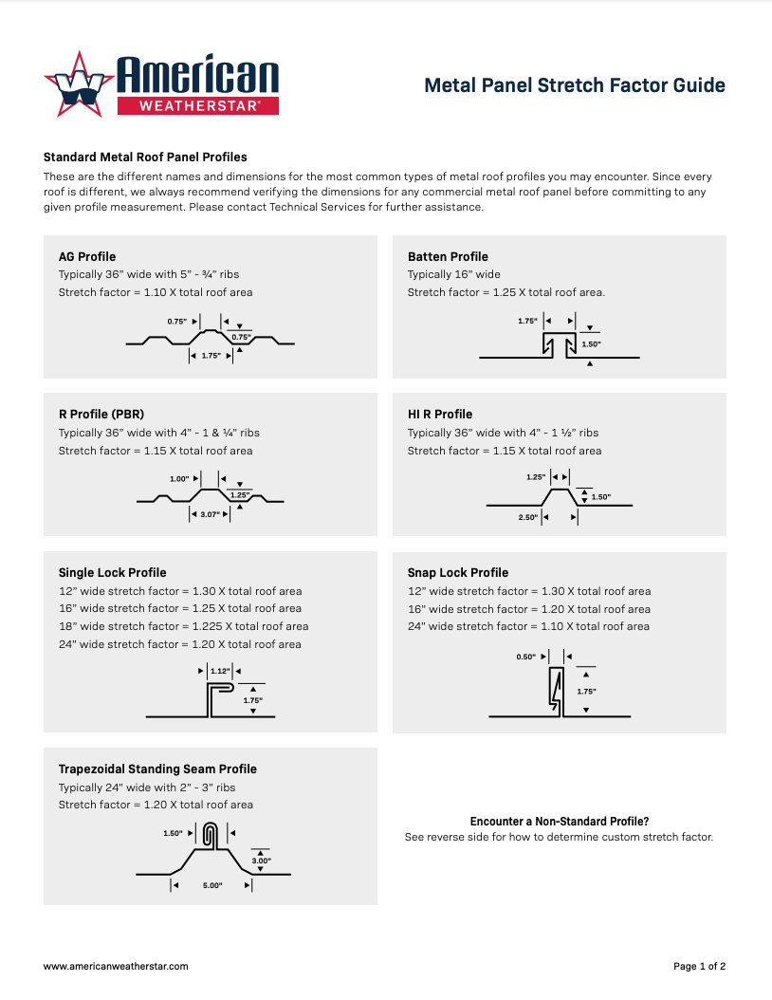 American
WEATHERSTAR®
Metal Panel Stretch Factor Guide
Standard Metal Roof Panel Profiles
These are the different names and dimensions for the most common types of metal roof profiles you may encounter. Since every
roof is different, we always recommend verifying the dimensions for any commercial metal roof panel before committing to any
given profile measurement. Please contact Technical Services for further assistance.
AG Profile
Typically 36” wide with 5” - ¾” ribs
Stretch factor = 1.10 X total roof area
0.75"
0.75"
1.75"
Batten Profile
Typically 16” wide
Stretch factor = 1.25 X total roof area.
1.75"
1.50"
R Profile (PBR)
Typically 36” wide with 4” - 1 & ¼” ribs
Stretch factor = 1.15 X total roof area
1.00"
1.25"
3.07"
HI R Profile
Typically 36” wide with 4” - 1 ½” ribs
Stretch factor = 1.15 X total roof area
1.25"
1.50"
2.50"
Single Lock Profile
12” wide stretch factor = 1.30 X total roof area
16” wide stretch factor = 1.25 X total roof area
18” wide stretch factor = 1.225 X total roof area
24” wide stretch factor = 1.20 X total roof area
1.12"
1.75"
Snap Lock Profile
12” wide stretch factor = 1.30 X total roof area
16” wide stretch factor = 1.20 X total roof area
24” wide stretch factor = 1.10 X total roof area
0.50"
1.75"
Trapezoidal Standing Seam Profile
Typically 24” wide with 2” - 3” ribs
Stretch factor = 1.20 X total roof area
1.50"
3.00"
5.00"
Encounter a Non-Standard Profile?
See reverse side for how to determine custom stretch factor.
www.americanweatherstar.com
Page 1 of 2